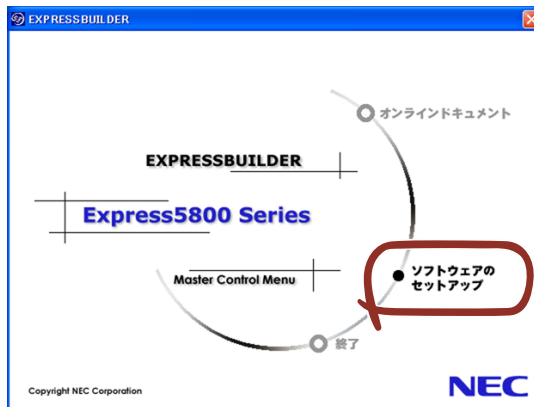 EXPRESSBUILDER
オンラインドキュメント
EXPRESSBUILDER
Express5800 Series
ソフトウェアの
セットアップ
Master Control Menu
終了
Copyright NEC Corporation
NEC